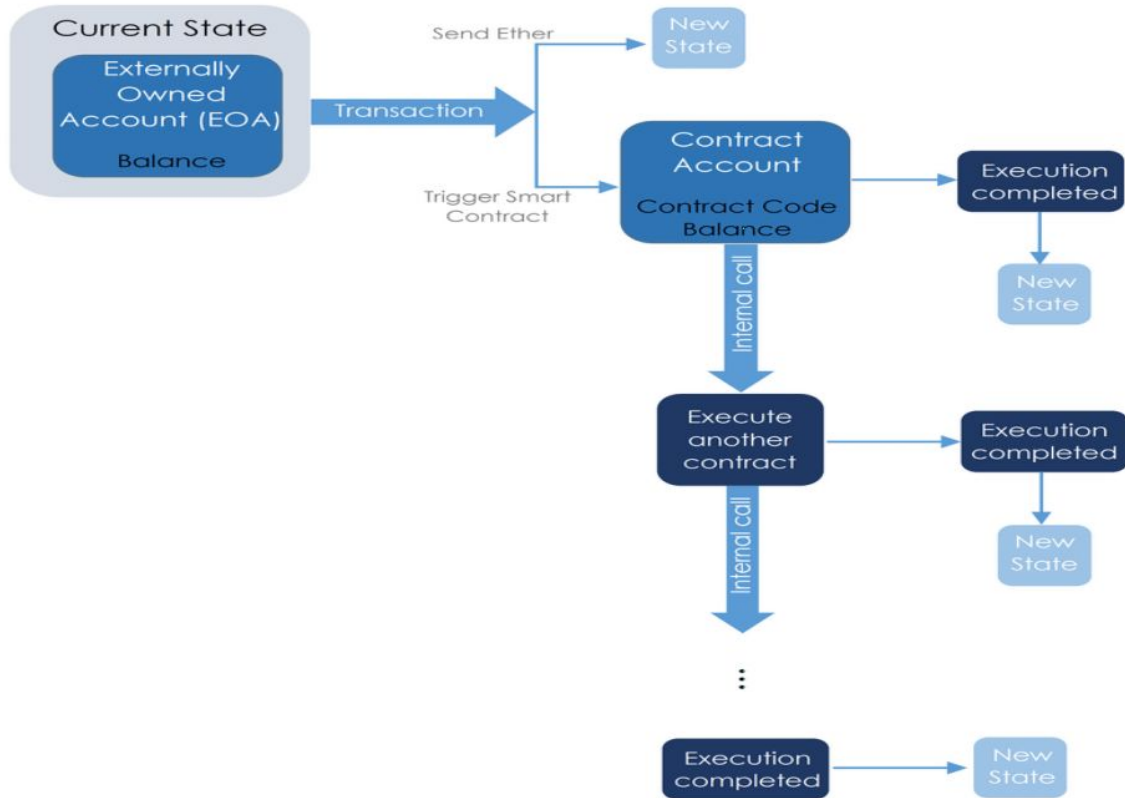 Current State
Externally
Owned
Account (EOA)
Balance
Transaction
Send Ether
New
State
Trigger Smart
Contract
Contract
Account
Contract Code
Balance
Execution
completed
New
State
Internal call
Execute
another
contract
Execution
completed
New
State
Internal call
...
Execution
completed
New
State